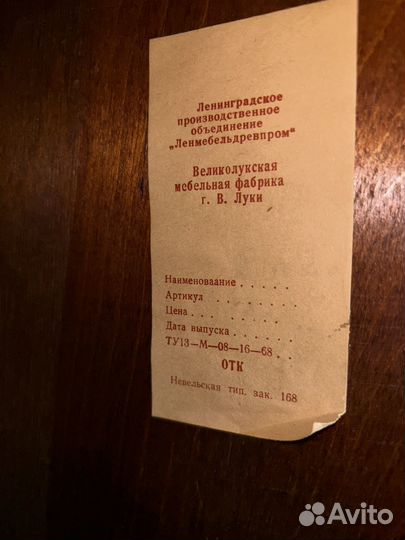 Ленинградское
производственное
объединение
„Ленмебельдревпром“
Великолукская
мебельная фабрика
г. В. Луки
Наименоваание . . . . .
Артикул . . . . . . . .
Цена . . . . . . . . .
Дата выпуска . . . . . .
ТУ13—М—08—16—68 . .
ОТК
Невельская тип. зак. 168
Avito